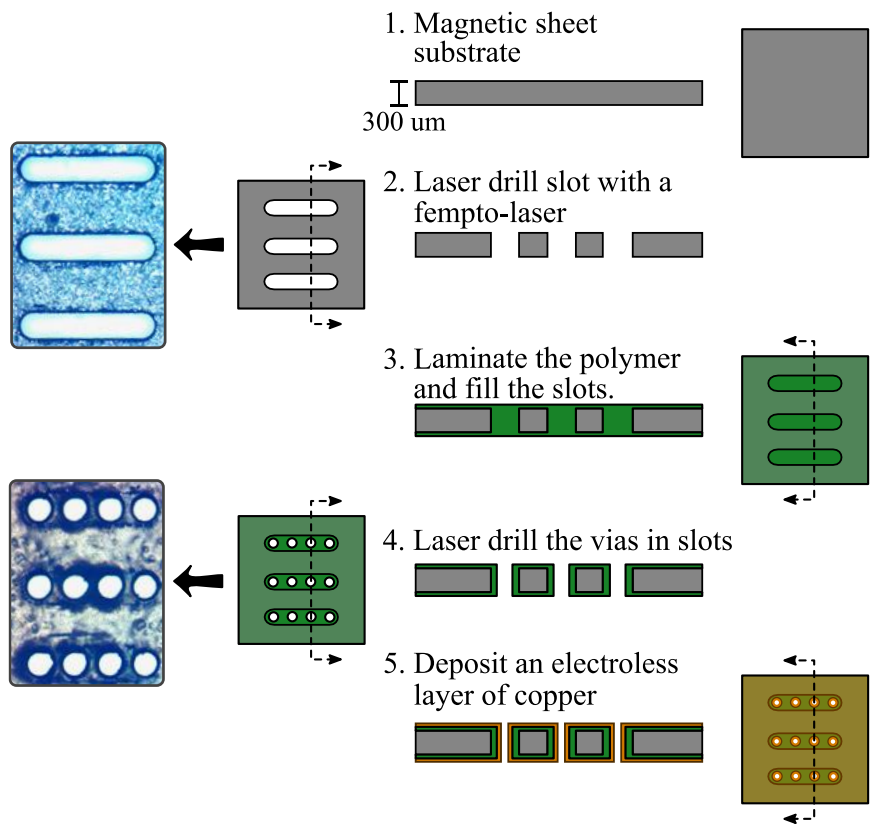 1. Magnetic sheet
substrate
300 um
2. Laser drill slot with a
fempto-laser
3. Laminate the polymer
and fill the slots.
4. Laser drill the vias in slots
5. Deposit an electroless
layer of copper